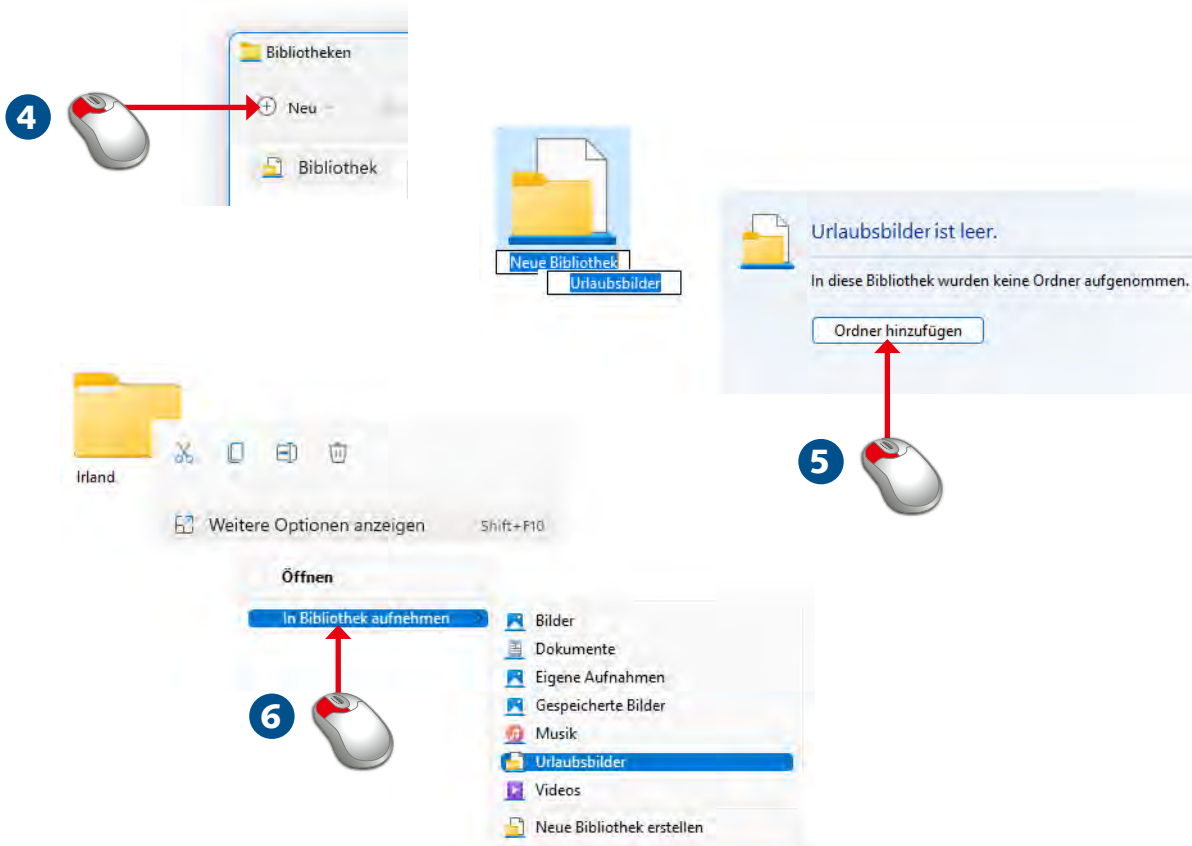 Bibliotheken
4
Neu
Bibliothek
Neue Bibliothek
Urlaubsbilder
Urlaubsbilder ist leer.
In diese Bibliothek wurden keine Ordner aufgenommen.
Ordner hinzufügen
5
Irland
Weitere Optionen anzeigen Shift+F10
Öffnen
In Bibliothek aufnehmen
6
Bilder
Dokumente
Eigene Aufnahmen
Gespeicherte Bilder
Musik
Urlaubsbilder
Videos
Neue Bibliothek erstellen